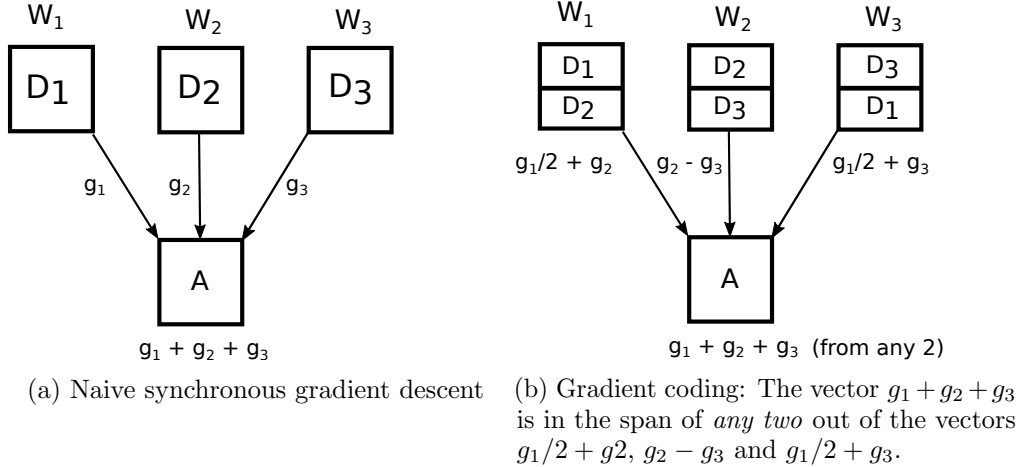 W₁ W₂ W₃
D₁ D₂ D₃
g₁ g₂ g₃
A
g₁ + g₂ + g₃
(a) Naive synchronous gradient descent
W₁ W₂ W₃
D₁ D₂ D₃
D₂ D₃ D₁
g₁/2 + g₂ g₂ - g₃ g₁/2 + g₃
A
g₁ + g₂ + g₃ (from any 2)
(b) Gradient coding: The vector g₁ + g₂ + g₃
is in the span of any two out of the vectors
g₁/2 + g2, g₂ − g₃ and g₁/2 + g₃.